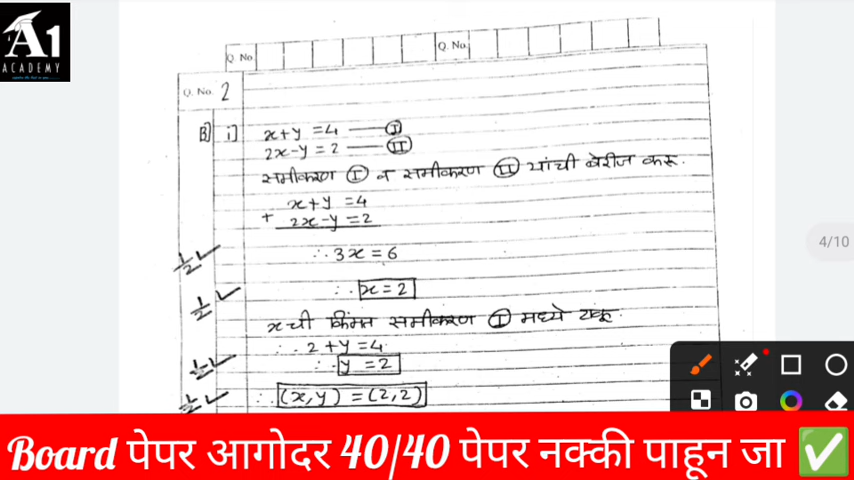 A1
ACADEMY
Q. No.
Q. No.
Q. No. 2
B] i] x+y = 4 —— I
2x-y = 2 —— II
समीकरण I व समीकरण II यांची बेरीज करू.
x+y = 4
+ 2x-y = 2
1/2 ✓ ∴ 3x = 6
1/2 ✓ ∴ x = 2
x ची किंमत समीकरण I मध्ये टाकू.
∴ 2 + y = 4
1/2 ✓ ∴ y = 2
1/2 ✓ ∴ (x, y) = (2, 2)
4/10
Board पेपर आगोदर 40/40 पेपर नक्की पाहून जा ✅